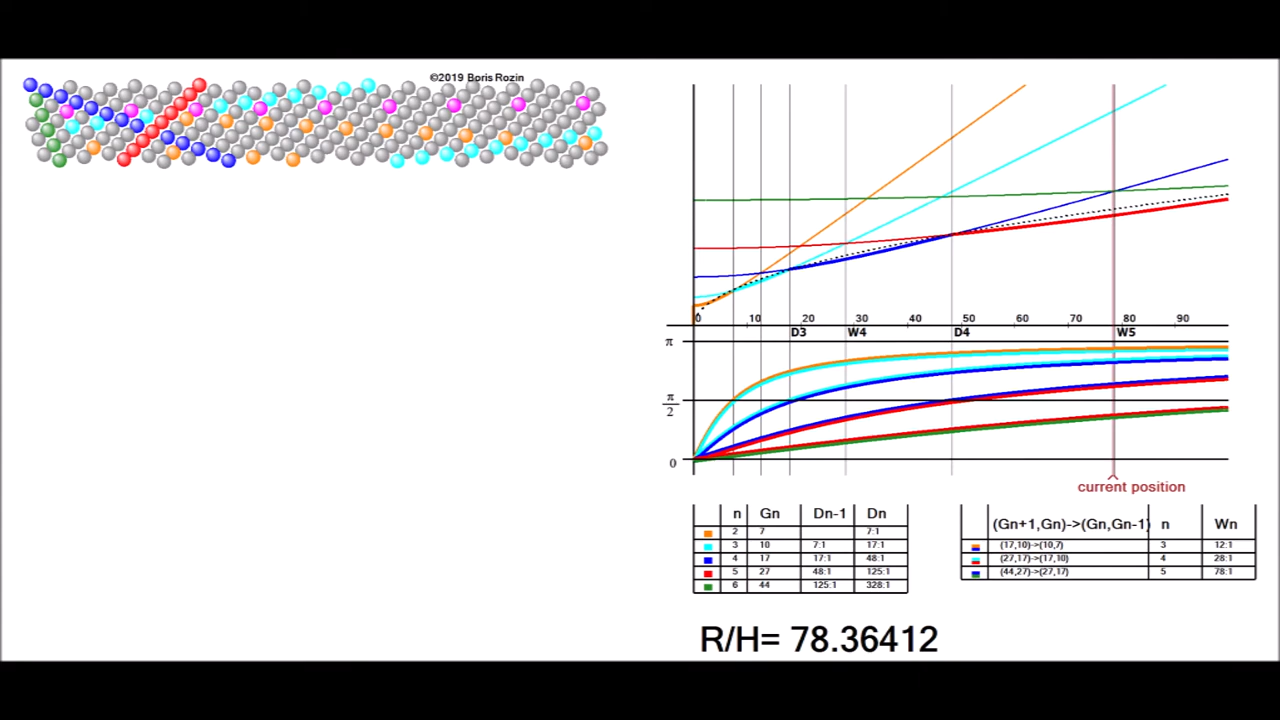 ©2019 Boris Rozin
0 10 20 30 40 50 60 70 80 90
D3 W4 D4 W5
π
π
2
0
current position
n Gn Dn-1 Dn
2 7 7:1
3 10 7:1 17:1
4 17 17:1 48:1
5 27 48:1 125:1
6 44 125:1 328:1
(Gn+1,Gn)->(Gn,Gn-1) n Wn
(17,10)->(10,7) 3 12:1
(27,17)->(17,10) 4 28:1
(44,27)->(27,17) 5 78:1
R/H= 78.36412